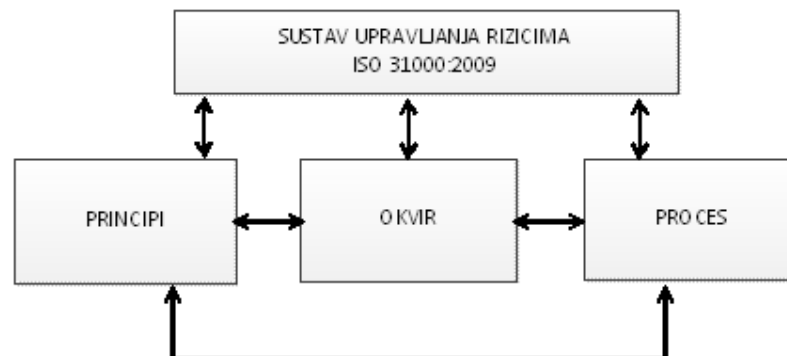 SUSTAV UPRAVLJANJA RIZICIMA
ISO 31000:2009
PRINCIPI
OKVIR
PROCES